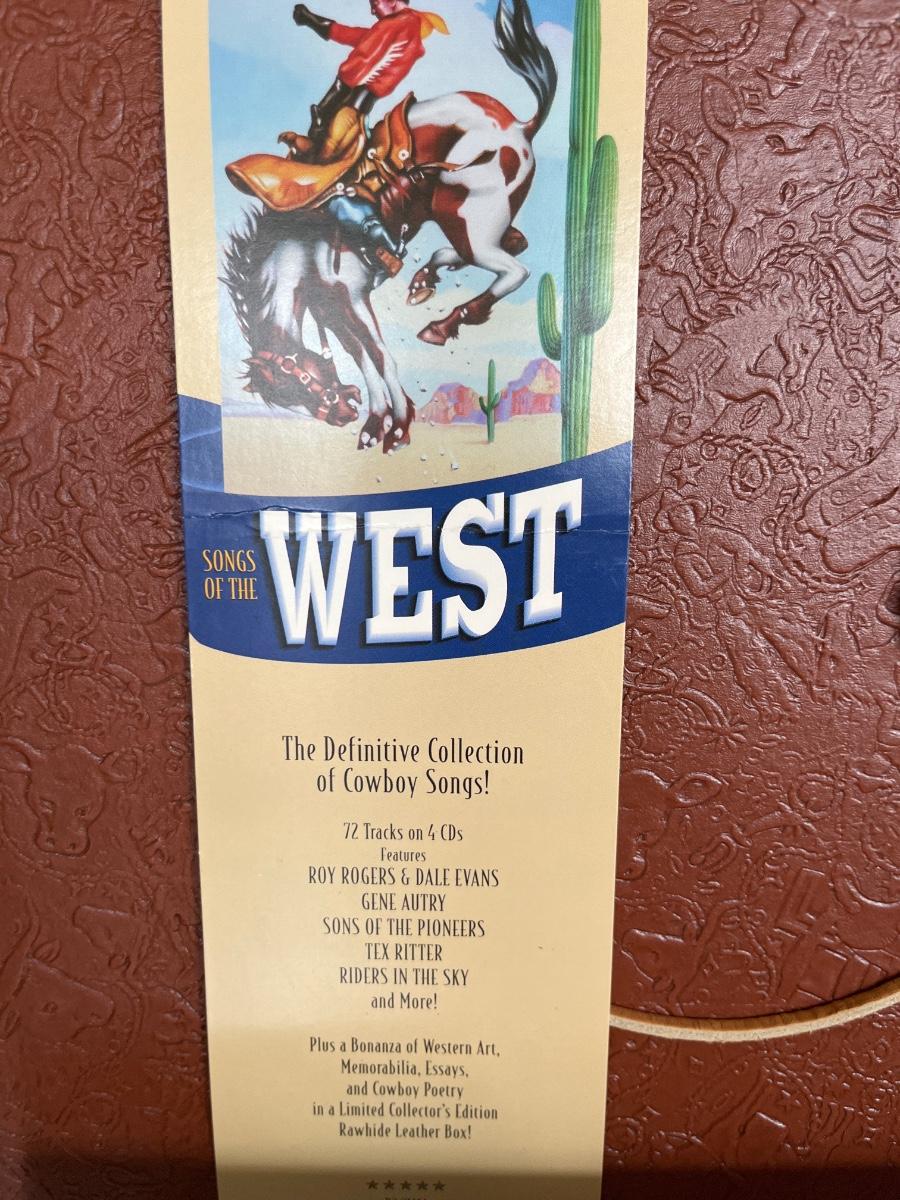 SONGS
OF THE
WEST
The Definitive Collection
of Cowboy Songs!
72 Tracks on 4 CDs
Features
ROY ROGERS & DALE EVANS
GENE AUTRY
SONS OF THE PIONEERS
TEX RITTER
RIDERS IN THE SKY
and More!
Plus a Bonanza of Western Art,
Memorabilia, Essays,
and Cowboy Poetry
in a Limited Collector's Edition
Rawhide Leather Box!
★★★★★